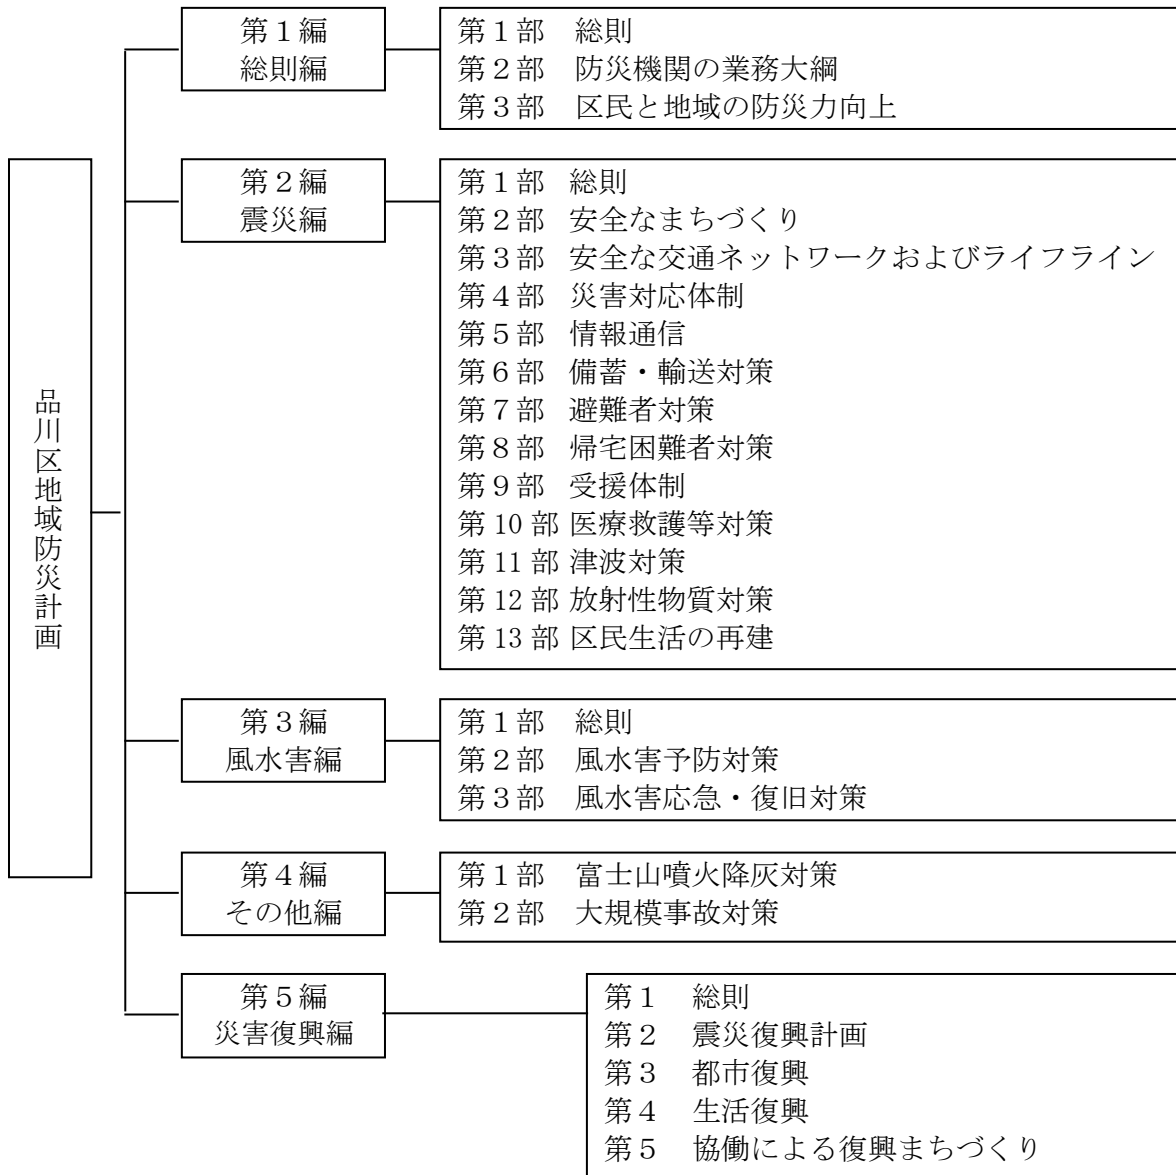 品川区地域防災計画
第１編
総則編
第１部　総則
第２部　防災機関の業務大綱
第３部　区民と地域の防災力向上
第２編
震災編
第１部　総則
第２部　安全なまちづくり
第３部　安全な交通ネットワークおよびライフライン
第４部　災害対応体制
第５部　情報通信
第６部　備蓄・輸送対策
第７部　避難者対策
第８部　帰宅困難者対策
第９部　受援体制
第 10 部 医療救護等対策
第 11 部 津波対策
第 12 部 放射性物質対策
第 13 部 区民生活の再建
第３編
風水害編
第１部　総則
第２部　風水害予防対策
第３部　風水害応急・復旧対策
第４編
その他編
第１部　富士山噴火降灰対策
第２部　大規模事故対策
第５編
災害復興編
第１　総則
第２　震災復興計画
第３　都市復興
第４　生活復興
第５　協働による復興まちづくり